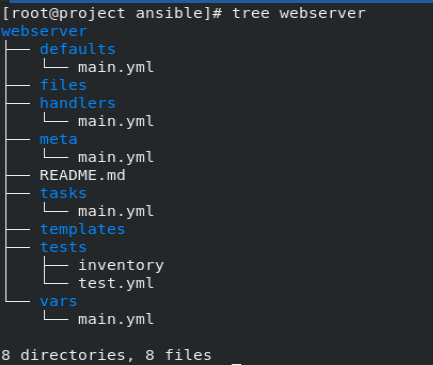 [root@project ansible]# tree webserver
webserver
├── defaults
│   └── main.yml
├── files
├── handlers
│   └── main.yml
├── meta
│   └── main.yml
├── README.md
├── tasks
│   └── main.yml
├── templates
├── tests
│   ├── inventory
│   └── test.yml
└── vars
    └── main.yml
8 directories, 8 files